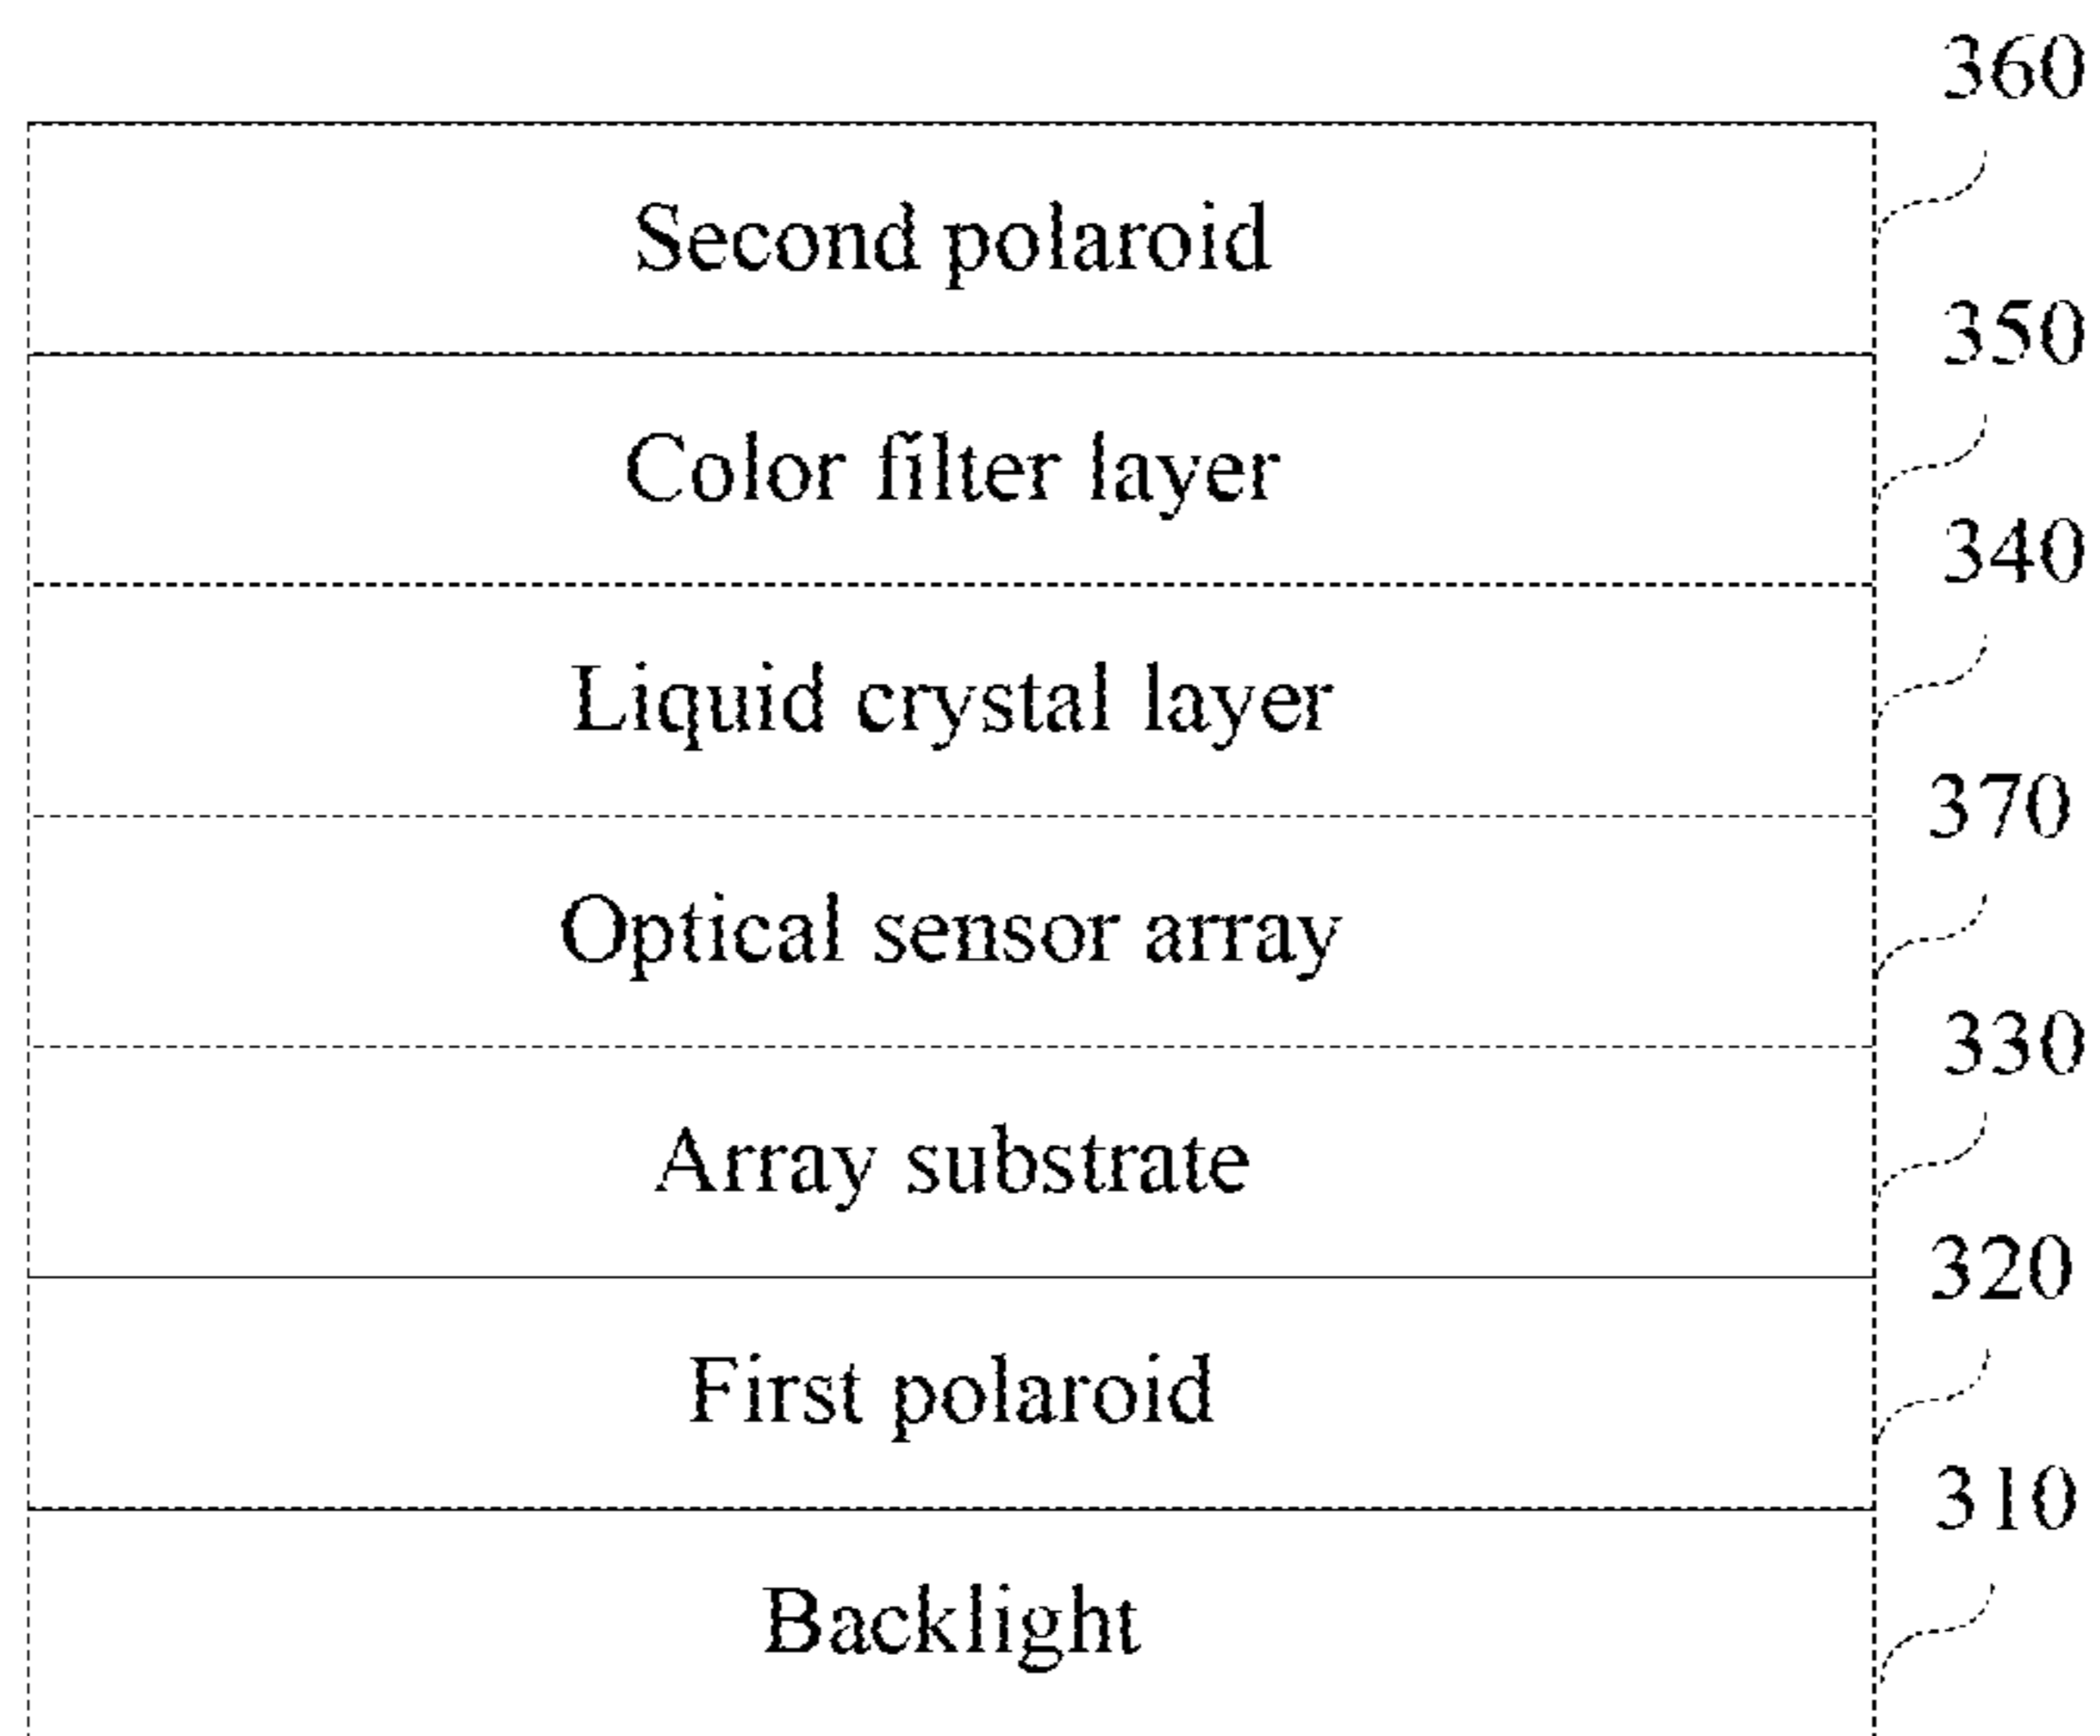 360
Second polaroid
350
Color filter layer
340
Liquid crystal layer
370
Optical sensor array
330
Array substrate
320
First polaroid
310
Backlight